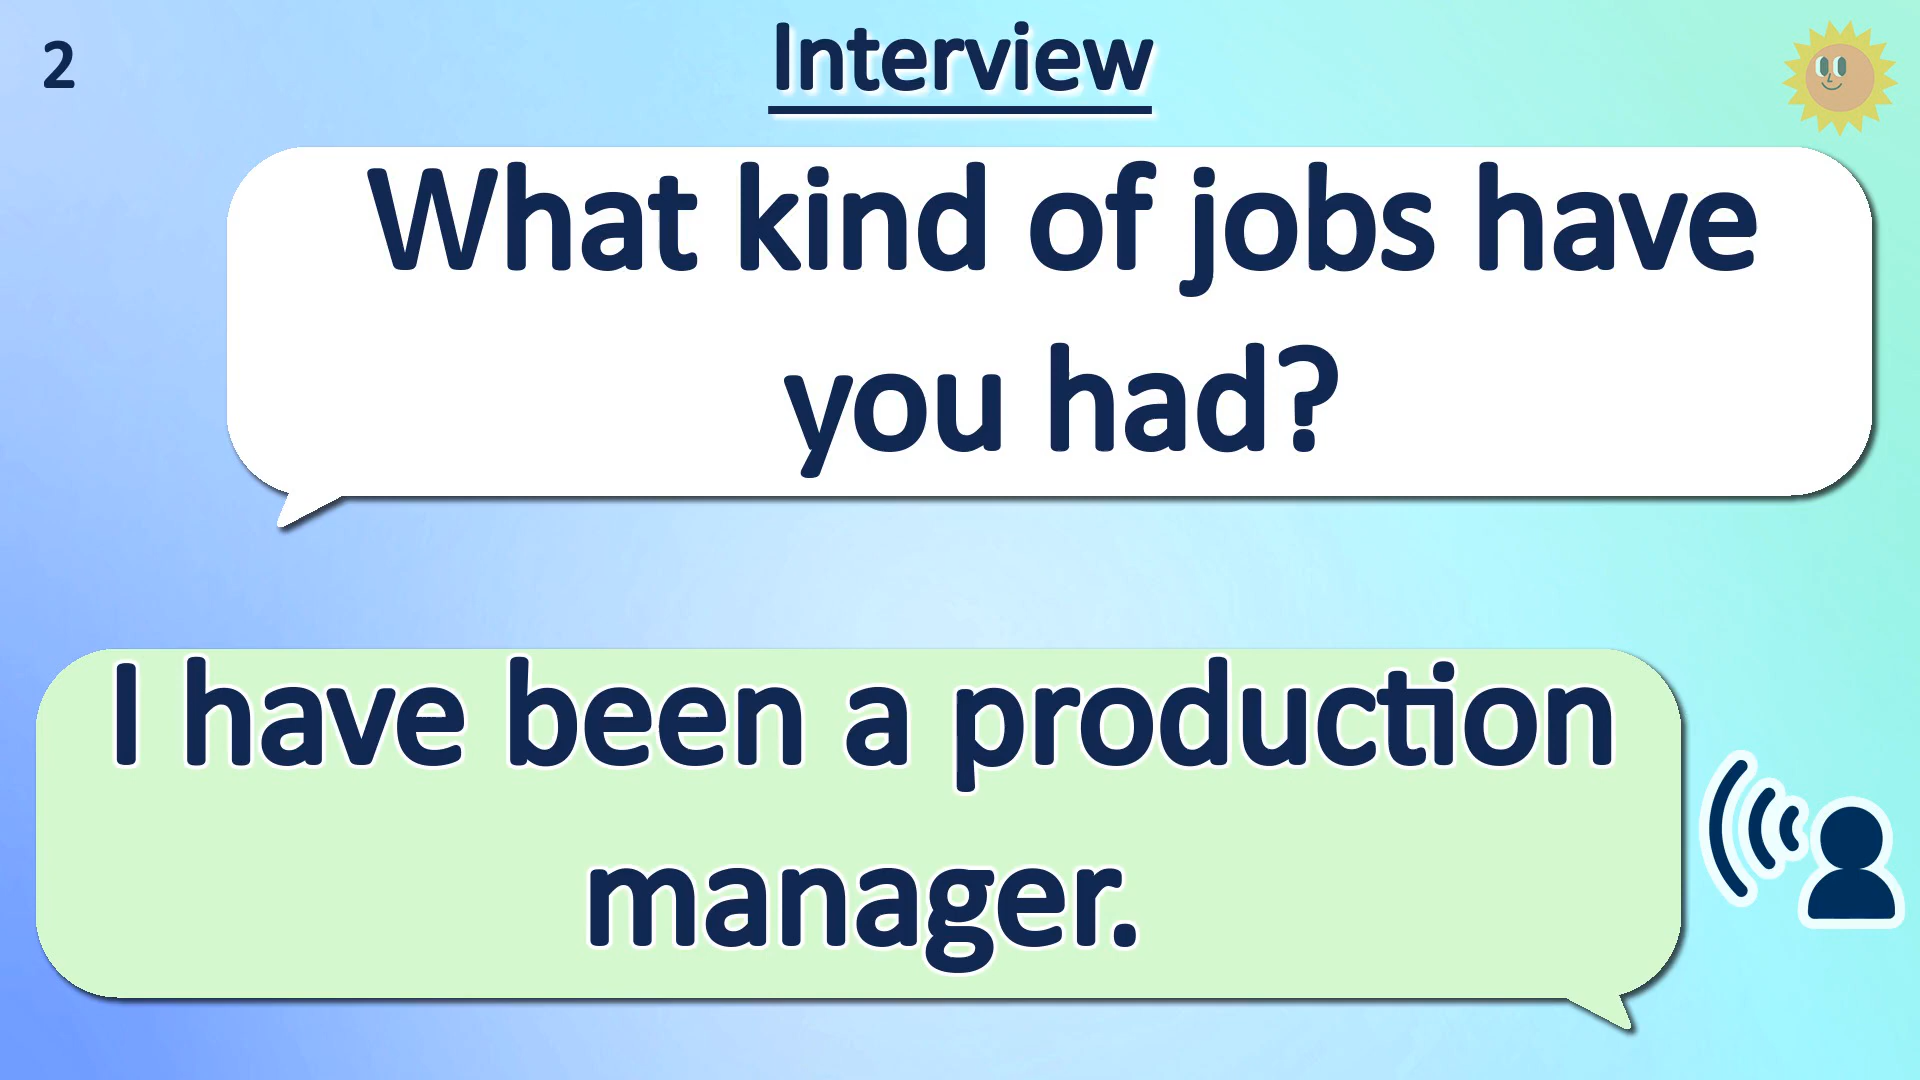 2
Interview
What kind of jobs have
you had?
I have been a production
manager.